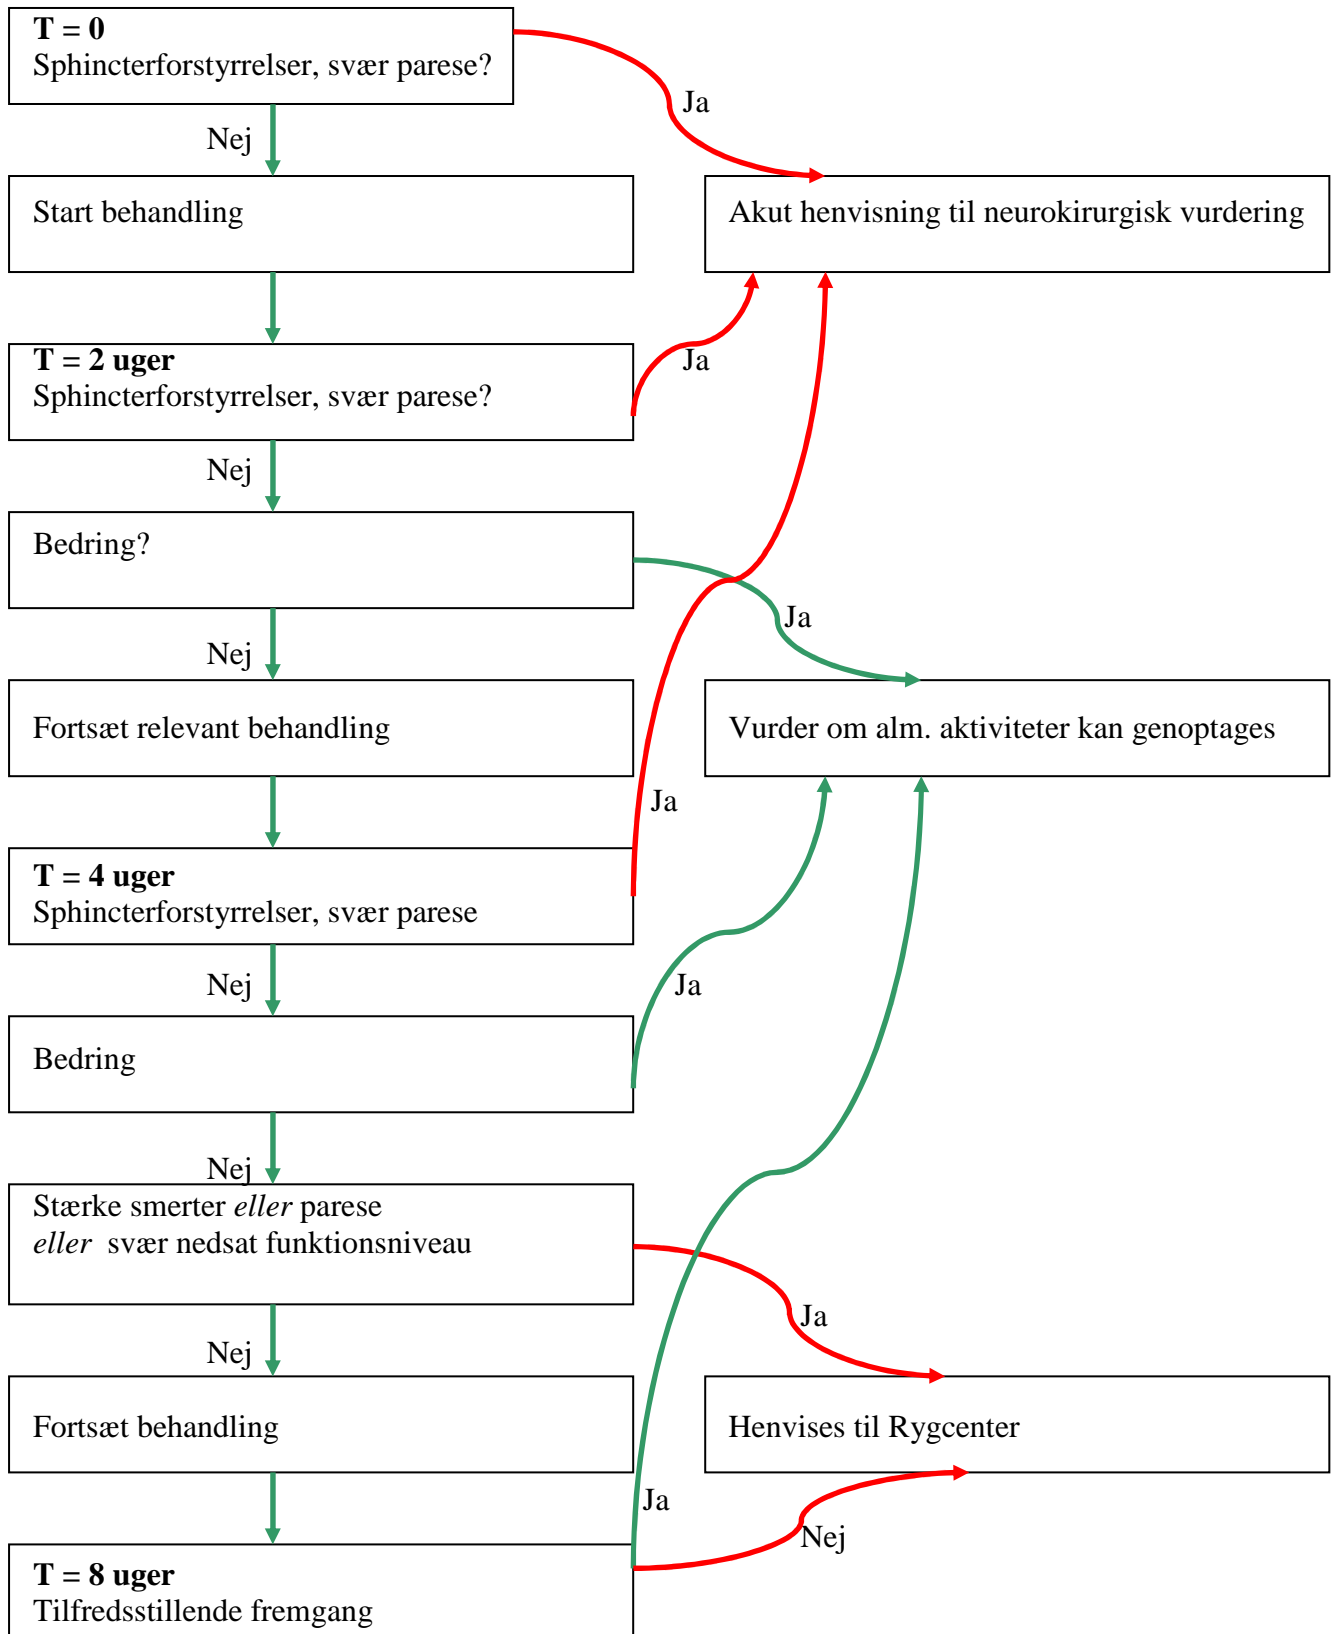 T = 0
Sphincterforstyrrelser, svær parese?
Ja
Nej
Start behandling
Akut henvisning til neurokirurgisk vurdering
T = 2 uger
Sphincterforstyrrelser, svær parese?
Ja
Nej
Bedring?
Ja
Nej
Fortsæt relevant behandling
Vurder om alm. aktiviteter kan genoptages
Ja
T = 4 uger
Sphincterforstyrrelser, svær parese
Nej
Ja
Bedring
Nej
Stærke smerter eller parese
eller svær nedsat funktionsniveau
Ja
Nej
Fortsæt behandling
Henvises til Rygcenter
Ja
Nej
T = 8 uger
Tilfredsstillende fremgang